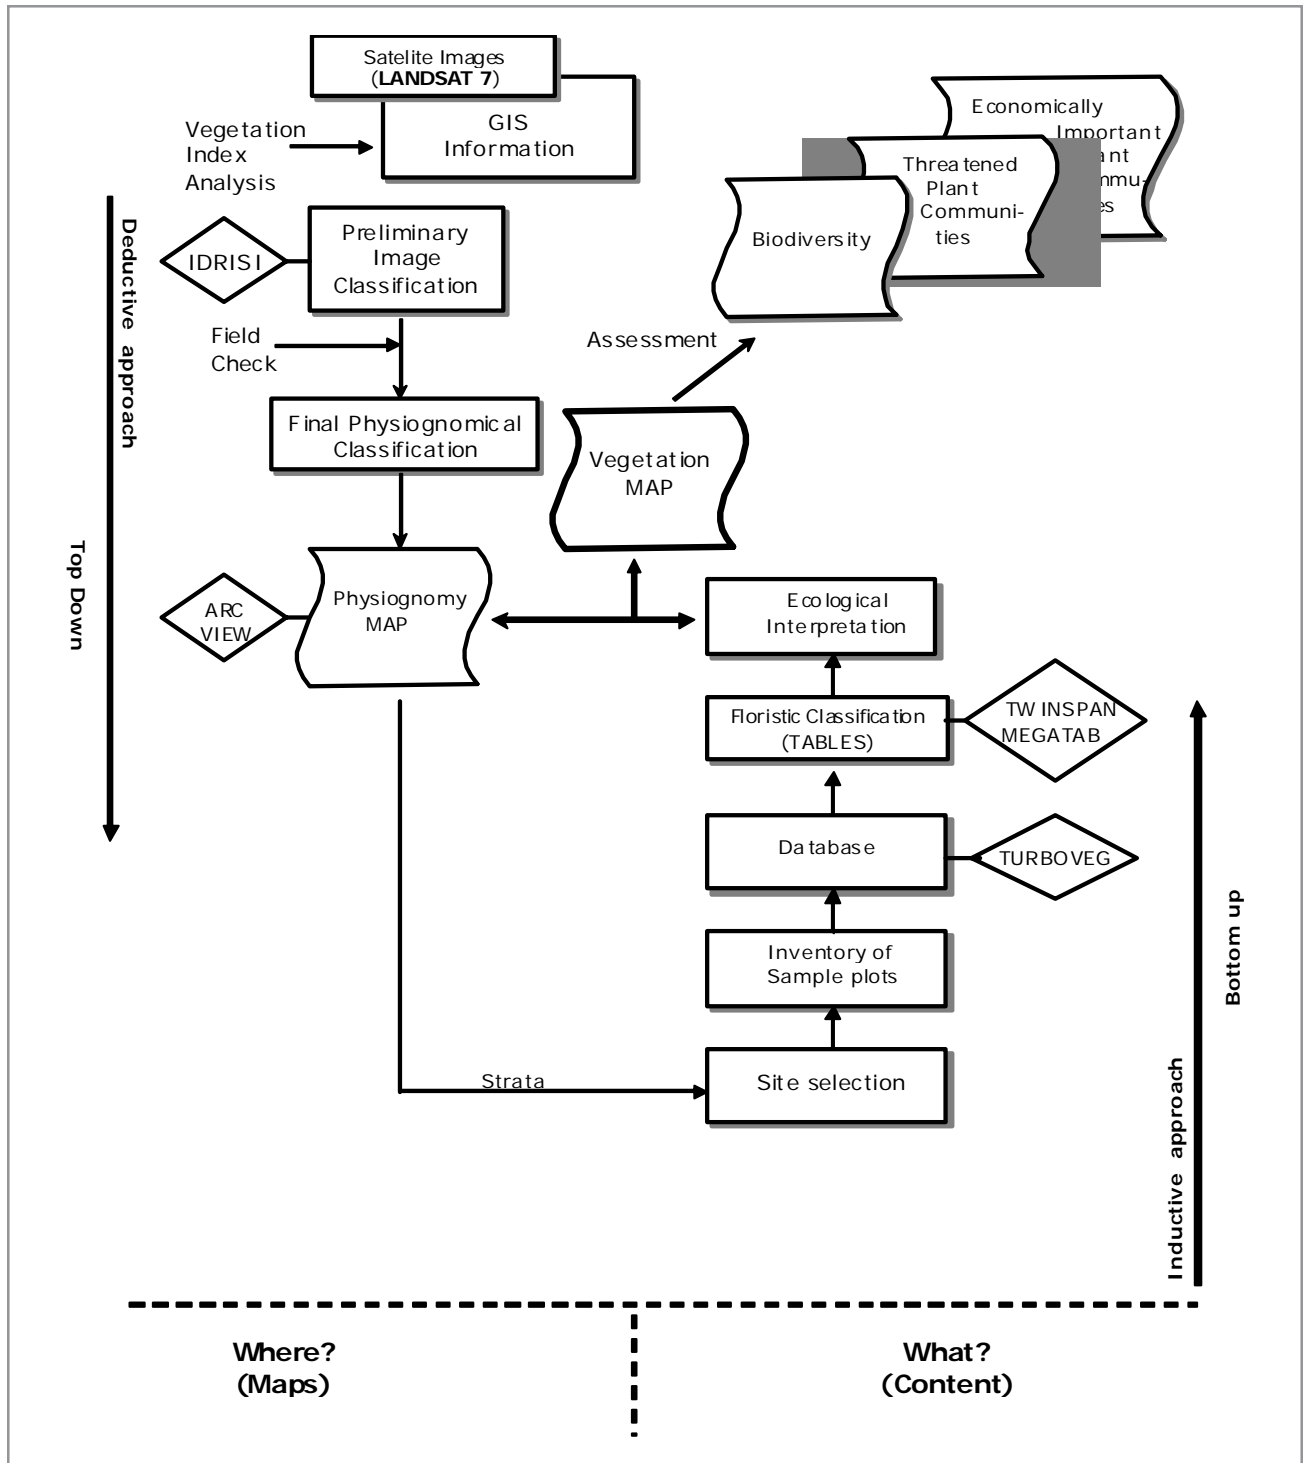 Satelite Images
(LANDSAT 7)
GIS
Information
Vegetation
Index
Analysis
Economically
Important
ant
mmu-
es
Threatened
Plant
Communi-
ties
Biodiversity
Deductive approach
Top Down
IDRISI
Preliminary
Image
Classification
Field
Check
Assessment
Final Physiognomical
Classification
Vegetation
MAP
ARC
VIEW
Physiognomy
MAP
Ecological
Interpretation
Floristic Classification
(TABLES)
TWINSPAN
MEGATAB
Database
TURBOVEG
Inventory of
Sample plots
Strata
Site selection
Bottom up
Inductive approach
Where?
(Maps)
What?
(Content)